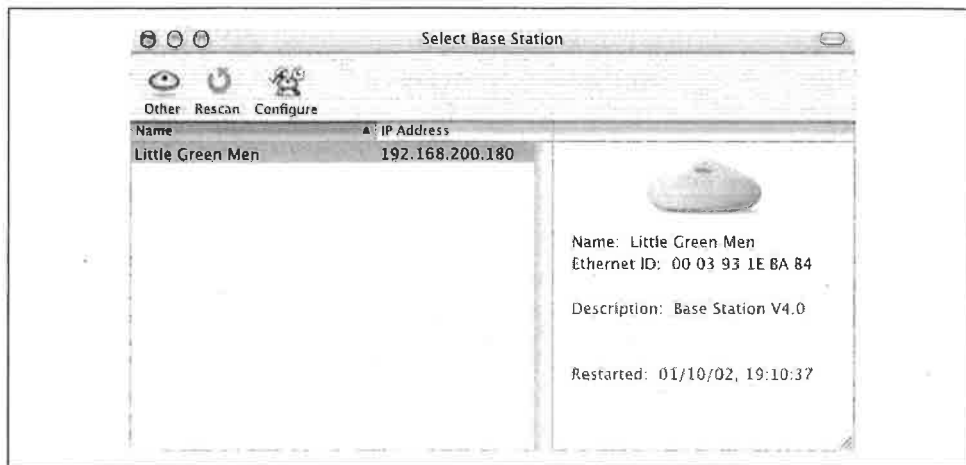 Select Base Station
Other Rescan Configure
Name IP Address
Little Green Men 192.168.200.180
Name: Little Green Men
Ethernet ID: 00 03 93 1E 8A 84
Description: Base Station V4.0
Restarted: 01/10/02, 19:10:37